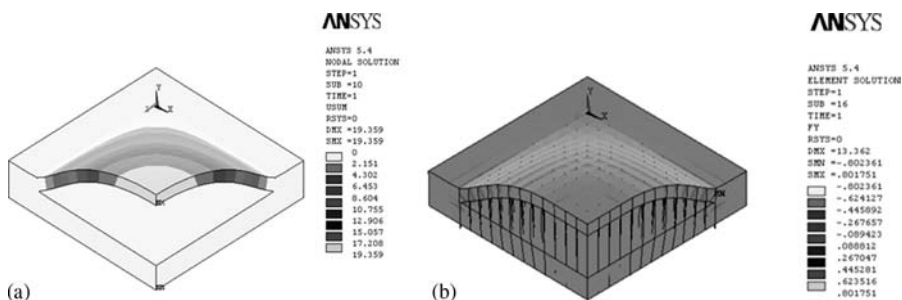 ANSYS
ANSYS 5.4
NODAL SOLUTION
STEP=1
SUB =10
TIME=1
USUM
RSYS=0
DMX =19.359
SMX =19.359
0
2.151
4.302
6.453
8.604
10.755
12.906
15.057
17.208
19.359
Y
X
(a)
ANSYS
ANSYS 5.4
ELEMENT SOLUTION
STEP=1
SUB =16
TIME=1
FY
RSYS=0
DMX =13.362
SMN =-.802361
SMX =.801751
-.802361
-.624127
-.445892
-.267657
-.089423
.088812
.267047
.445281
.623516
.801751
Y
X
(b)